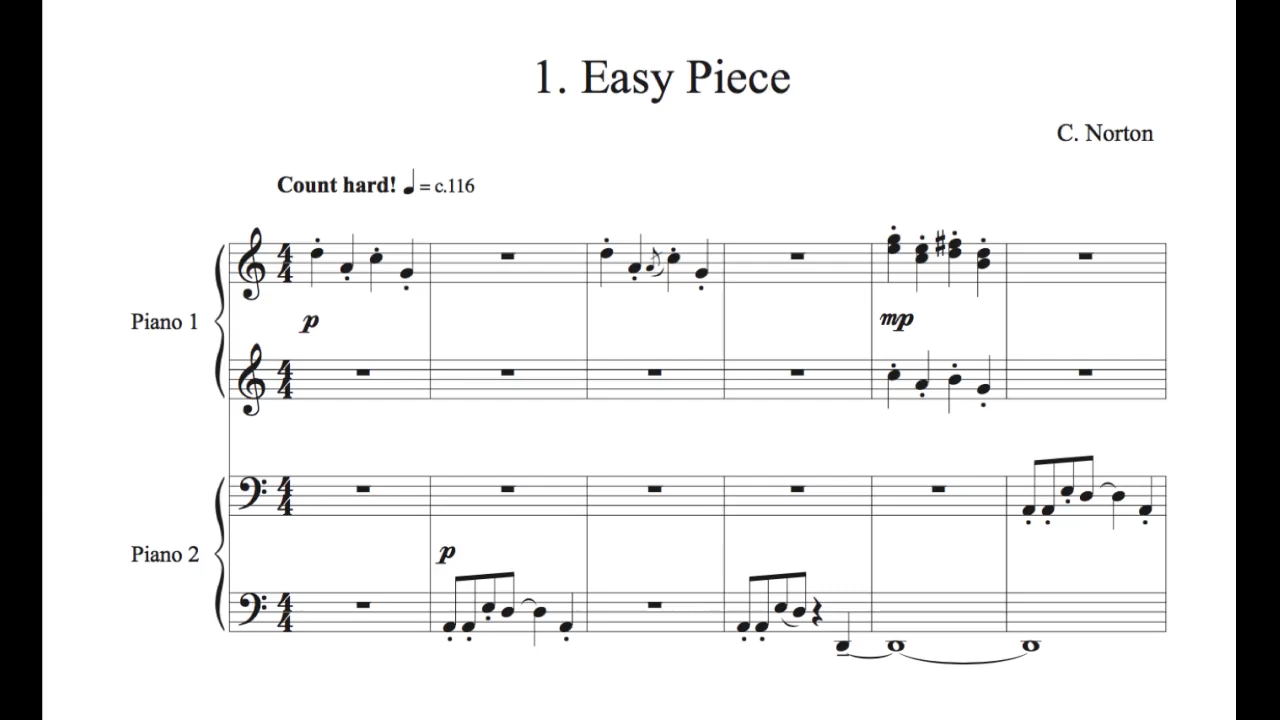 1. Easy Piece
C. Norton
Count hard! ♩ = c.116
Piano 1
p
mp
Piano 2
p